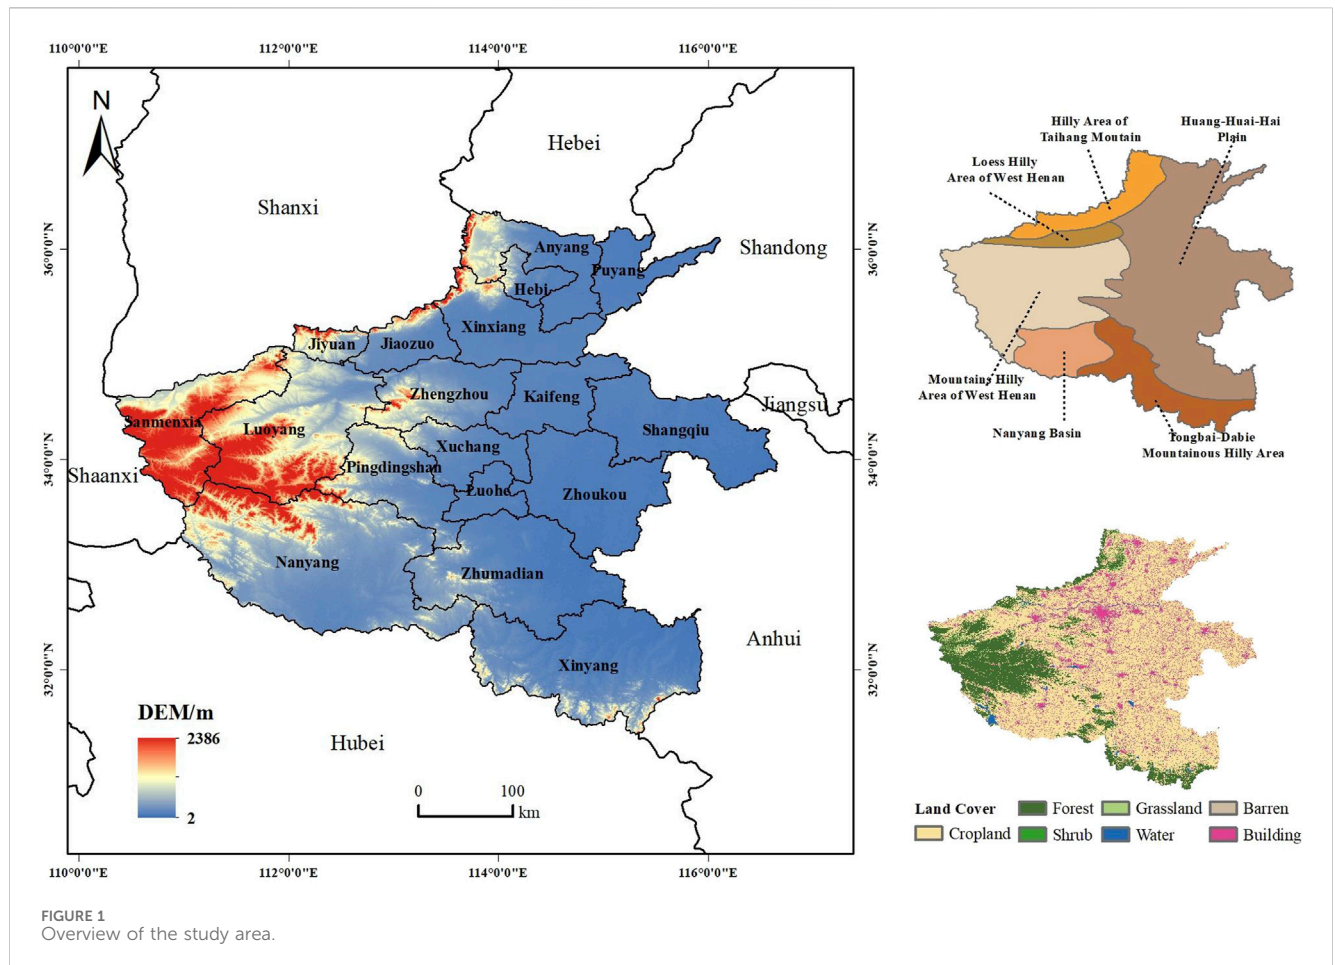 110°0'0"E
112°0'0"E
114°0'0"E
116°0'0"E
N
Hebei
Shanxi
Shandong
36°0'0"N
36°0'0"N
Anyang
Puyang
Hebi
Xinxiang
Jiyuan
Jiaozuo
Zhengzhou
Kaifeng
Jiangsu
Sanmenxia
Luoyang
Shangqiu
Xuchang
34°0'0"N
34°0'0"N
Shaanxi
Pingdingshan
Luohe
Zhoukou
Nanyang
Zhumadian
Anhui
Xinyang
32°0'0"N
32°0'0"N
DEM/m
2386
2
Hubei
0
100
km
110°0'0"E
112°0'0"E
114°0'0"E
116°0'0"E
Hilly Area of
Taihang Moutain
Huang-Huai-Hai
Plain
Loess Hilly
Area of West Henan
Mountains Hilly
Area of West Henan
Nanyang Basin
Tongbai-Dabie
Mountainous Hilly Area
Land Cover
Forest
Grassland
Barren
Cropland
Shrub
Water
Building
FIGURE 1
Overview of the study area.